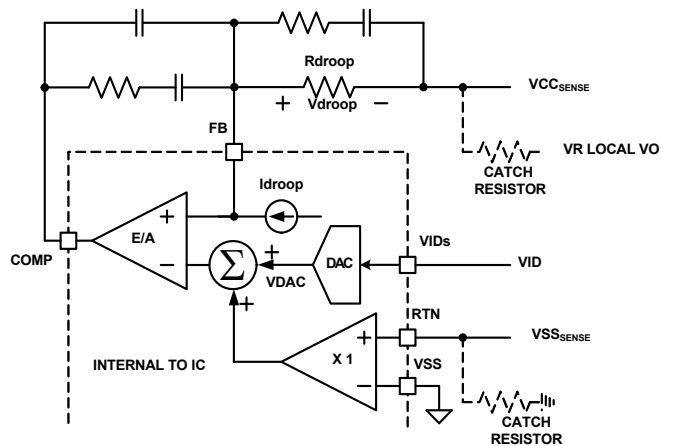 Rdroop
+ Vdroop −
VCCSENSE
FB
CATCH
RESISTOR
VR LOCAL VO
Idroop
COMP
E/A
+
−
Σ
+
VDAC
DAC
VIDs
VID
+
RTN
VSSSENSE
INTERNAL TO IC
X 1
+
−
VSS
CATCH
RESISTOR